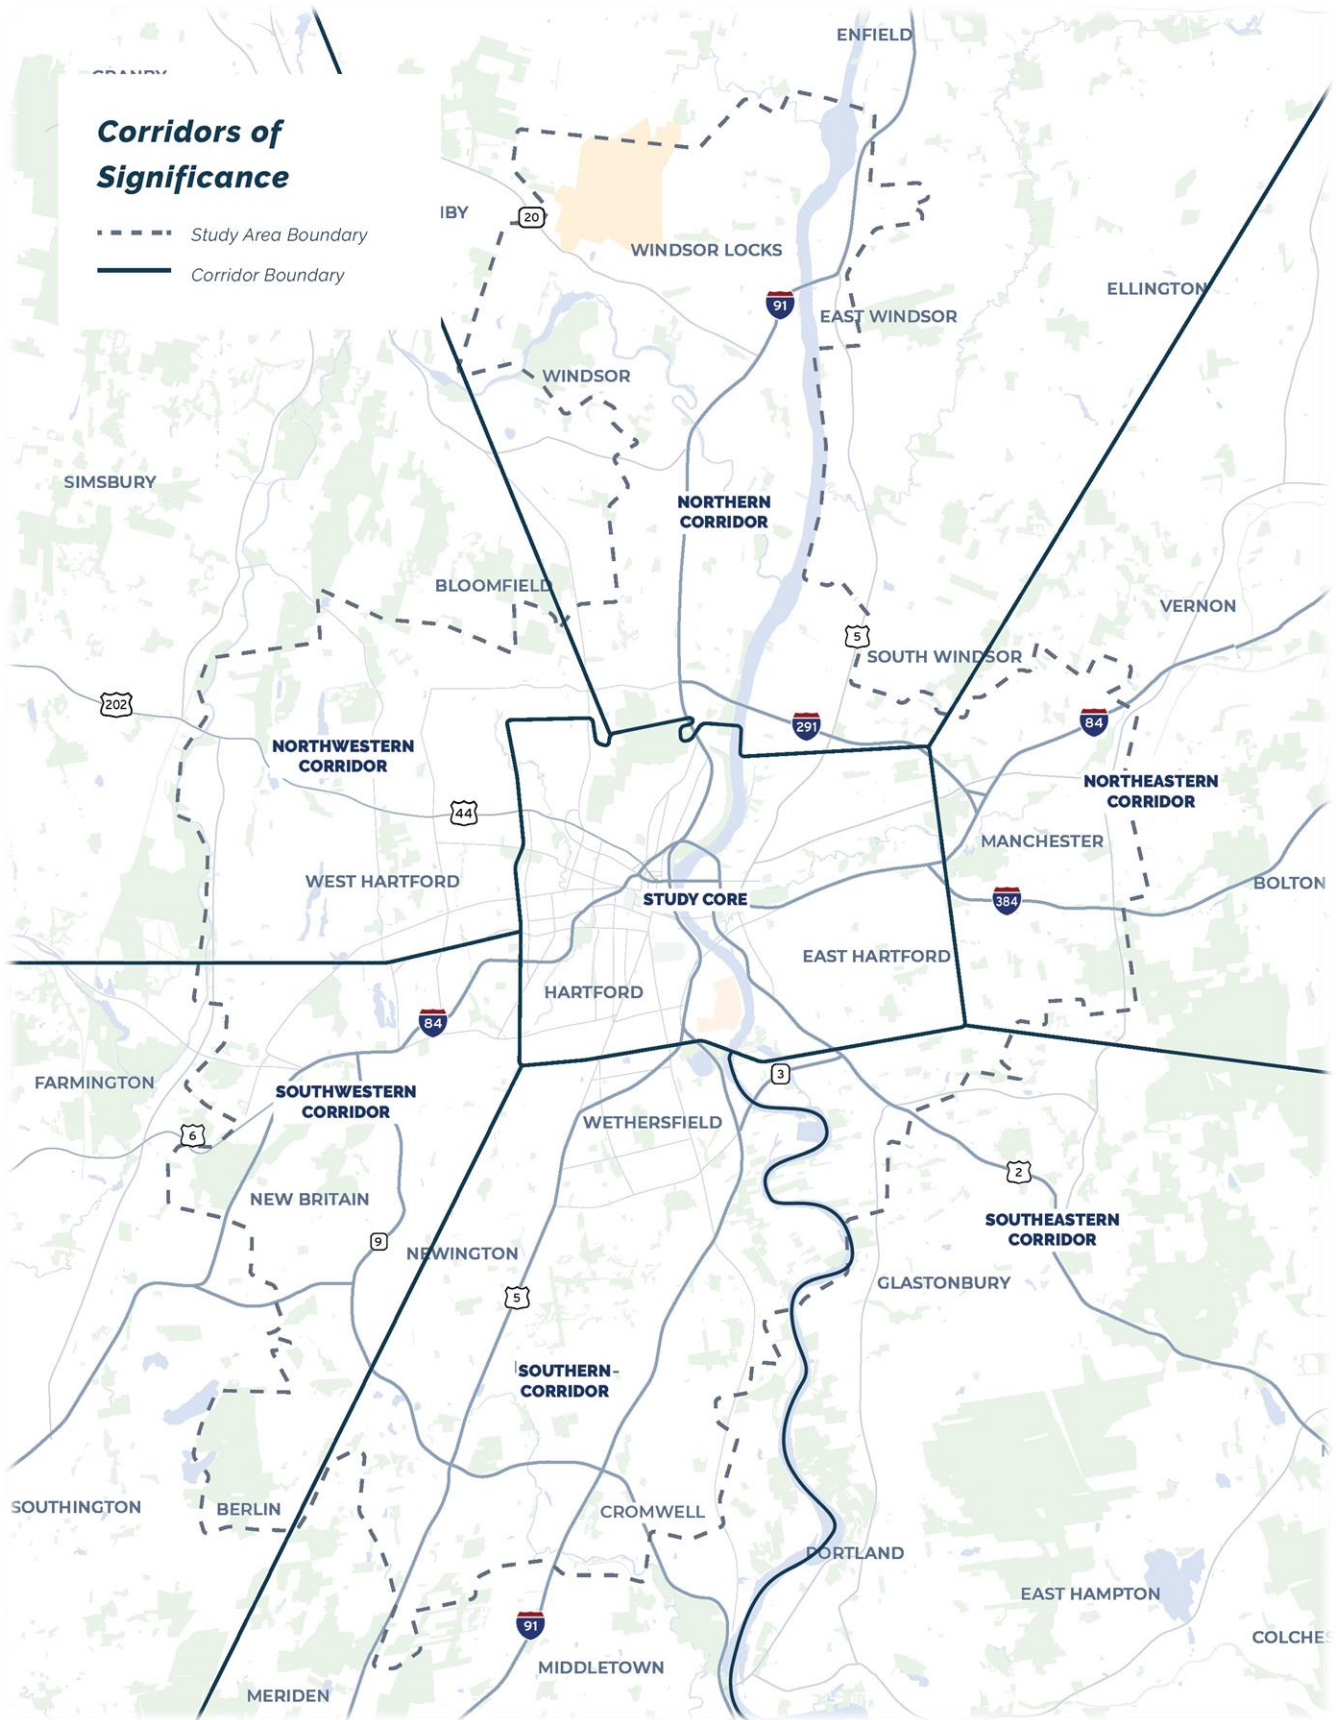 ENFIELD
GRANBY
Corridors of
Significance
Study Area Boundary
Corridor Boundary
20
WINDSOR LOCKS
91
EAST WINDSOR
ELLINGTON
WINDSOR
SIMSBURY
NORTHERN
CORRIDOR
BLOOMFIELD
VERNON
5
SOUTH WINDSOR
202
291
84
NORTHWESTERN
CORRIDOR
NORTHEASTERN
CORRIDOR
44
MANCHESTER
WEST HARTFORD
BOLTON
STUDY CORE
384
EAST HARTFORD
HARTFORD
84
FARMINGTON
3
SOUTHWESTERN
CORRIDOR
WETHERSFIELD
6
2
NEW BRITAIN
SOUTHEASTERN
CORRIDOR
9
NEWINGTON
GLASTONBURY
5
SOUTHERN
CORRIDOR
SOUTHINGTON
BERLIN
CROMWELL
PORTLAND
EAST HAMPTON
91
COLCHES
MIDDLETOWN
MERIDEN